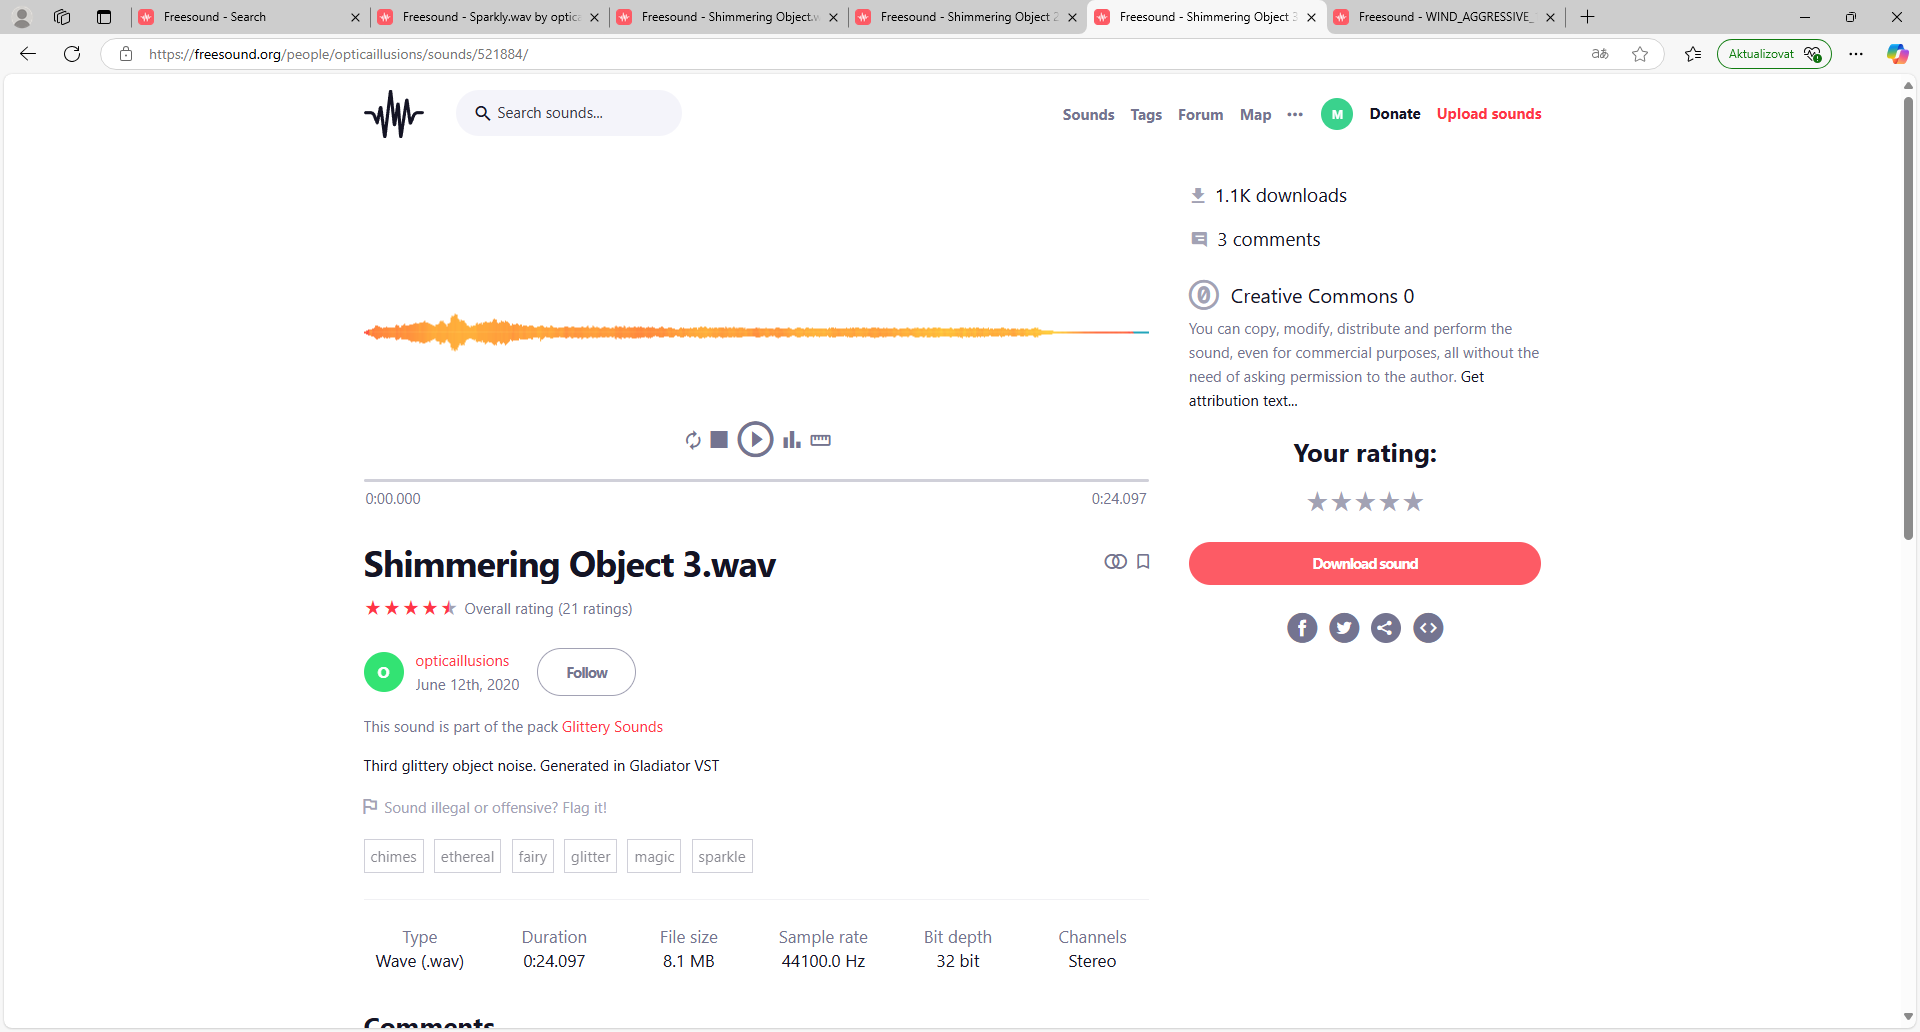 Freesound - Search
Freesound - Sparkly.wav by optica
Freesound - Shimmering Object.w
Freesound - Shimmering Object 2
Freesound - Shimmering Object 3
Freesound - WIND_AGGRESSIVE_
https://freesound.org/people/opticaillusions/sounds/521884/
Aktualizovat
Search sounds...
Sounds
Tags
Forum
Map
M
Donate
Upload sounds
1.1K downloads
3 comments
Creative Commons 0
You can copy, modify, distribute and perform the
sound, even for commercial purposes, all without the
need of asking permission to the author. Get
attribution text...
Your rating:
Download sound
0:00.000
0:24.097
Shimmering Object 3.wav
Overall rating (21 ratings)
O
opticaillusions
June 12th, 2020
Follow
This sound is part of the pack Glittery Sounds
Third glittery object noise. Generated in Gladiator VST
Sound illegal or offensive? Flag it!
chimes
ethereal
fairy
glitter
magic
sparkle
Type
Wave (.wav)
Duration
0:24.097
File size
8.1 MB
Sample rate
44100.0 Hz
Bit depth
32 bit
Channels
Stereo
Comments